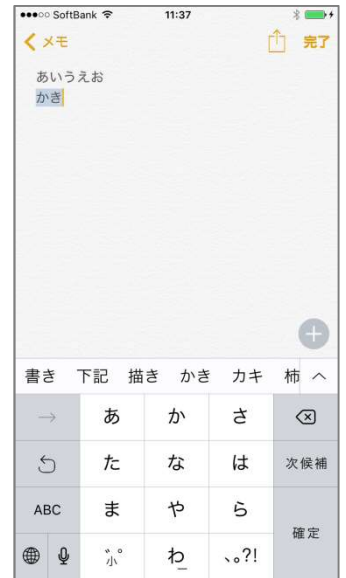 SoftBank 11:37
メモ 完了
あいうえお
かき
書き 下記 描き かき カキ 柿
あ か さ
た な は 次候補
ABC ま や ら 確定
゛゜小 わ_ 、。?!